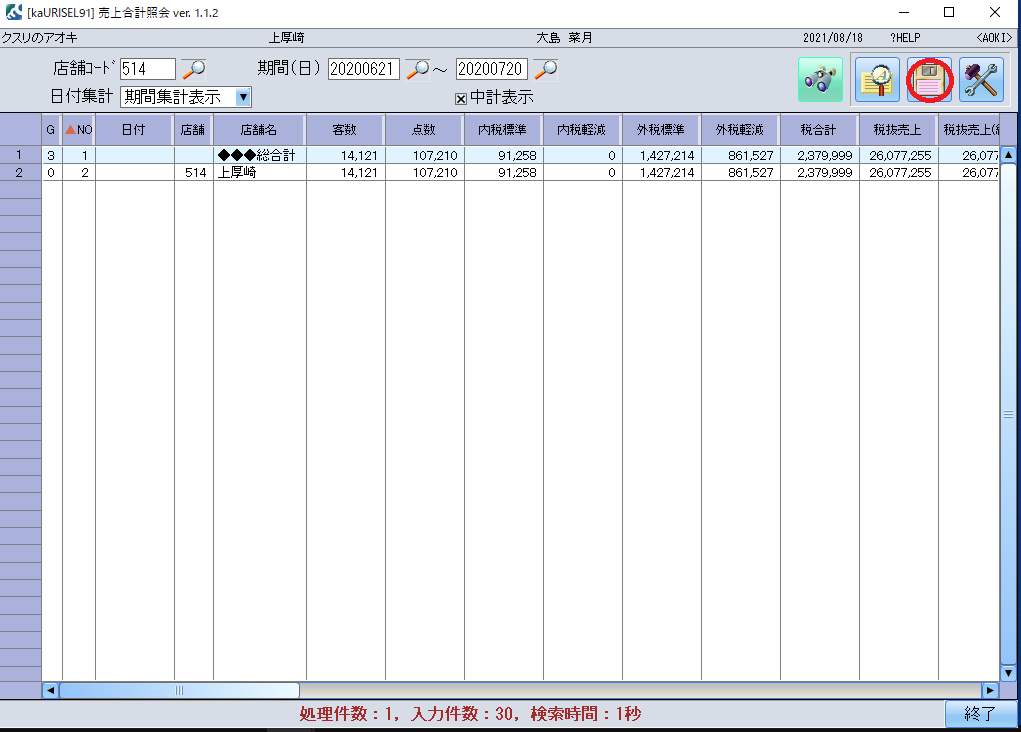 [kaURISEL91] 売上合計照会 ver. 1.1.2
クスリのアオキ 上厚崎 大島 菜月 2021/08/18 ?HELP <AOKI>
店舗コード 514 期間(日) 20200621 ～ 20200720
日付集計 期間集計表示 中計表示
G ▲NO 日付 店舗 店舗名 客数 点数 内税標準 内税軽減 外税標準 外税軽減 税合計 税抜売上 税抜売上(
1 3 1 ◆◆◆総合計 14,121 107,210 91,258 0 1,427,214 861,527 2,379,999 26,077,255 26,077
2 0 2 514 上厚崎 14,121 107,210 91,258 0 1,427,214 861,527 2,379,999 26,077,255 26,077
処理件数：1, 入力件数：30, 検索時間：1秒
終了